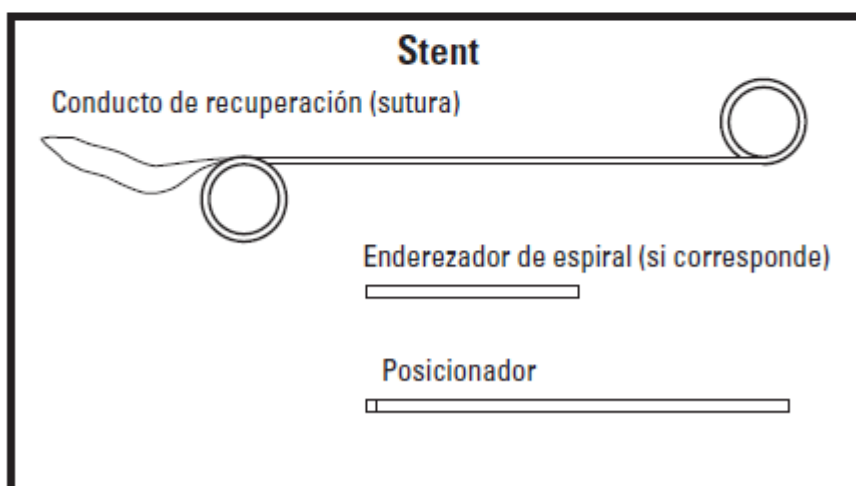 Stent
Conducto de recuperación (sutura)
Enderezador de espiral (si corresponde)
Posicionador